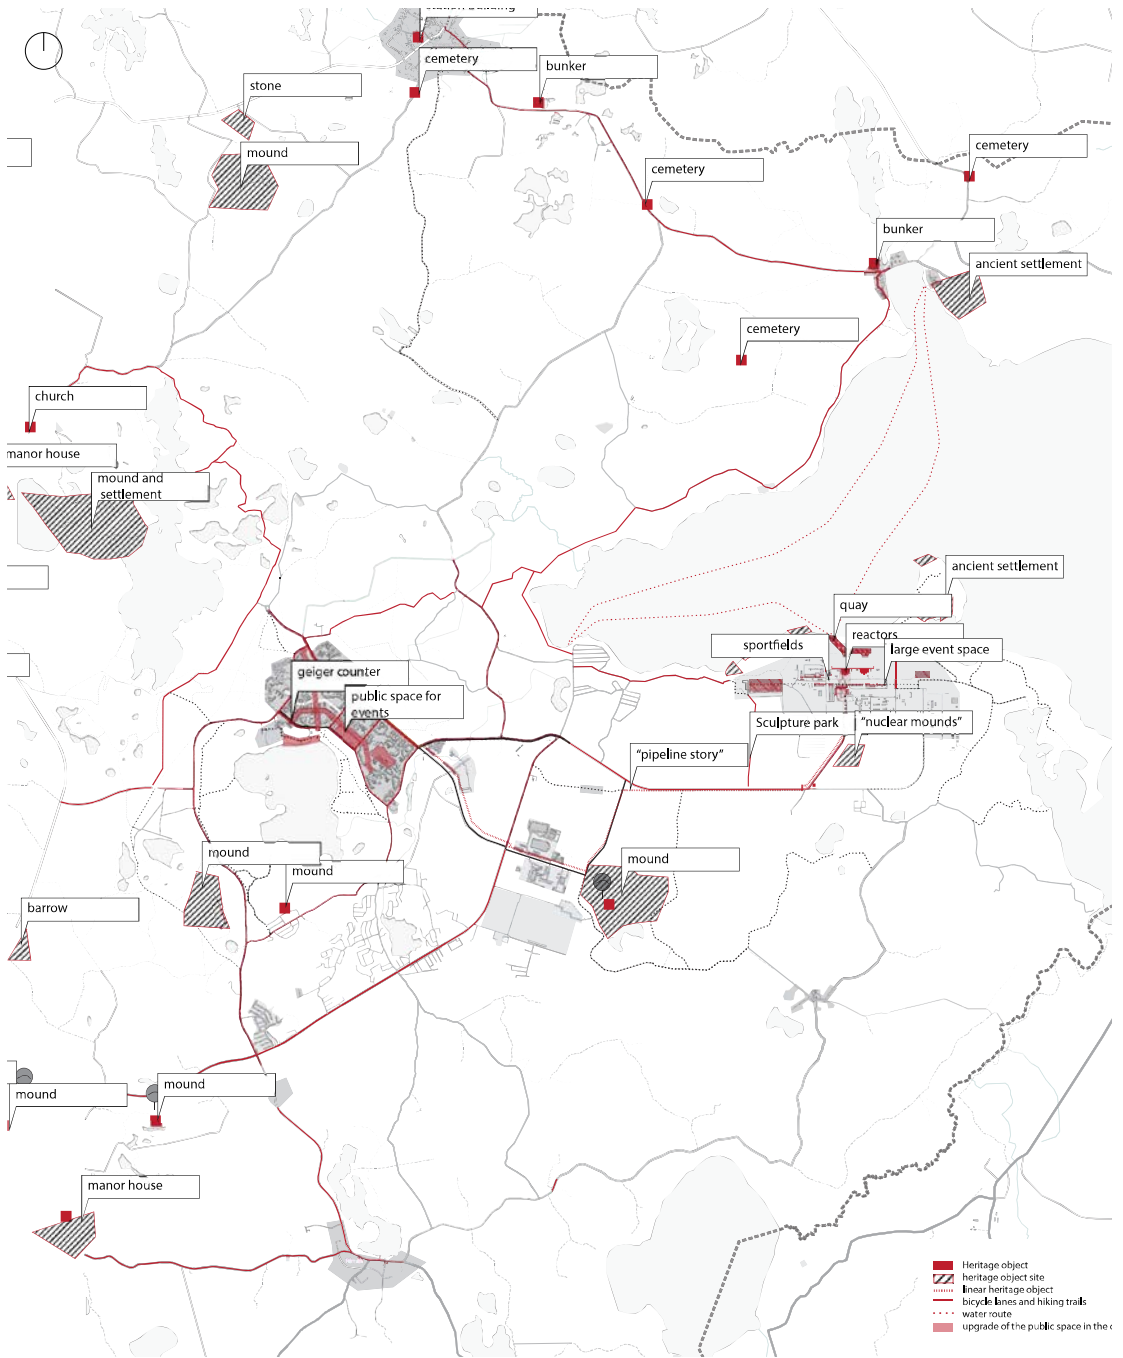 station building
cemetery
bunker
stone
mound
cemetery
cemetery
bunker
ancient settlement
cemetery
church
manor house
mound and
settlement
ancient settlement
quay
reactors
sportfields
large event space
geiger counter
public space for
events
Sculpture park
"nuclear mounds"
"pipeline story"
mound
mound
mound
barrow
mound
mound
manor house
Heritage object
heritage object site
linear heritage object
bicycle lanes and hiking trails
water route
upgrade of the public space in the